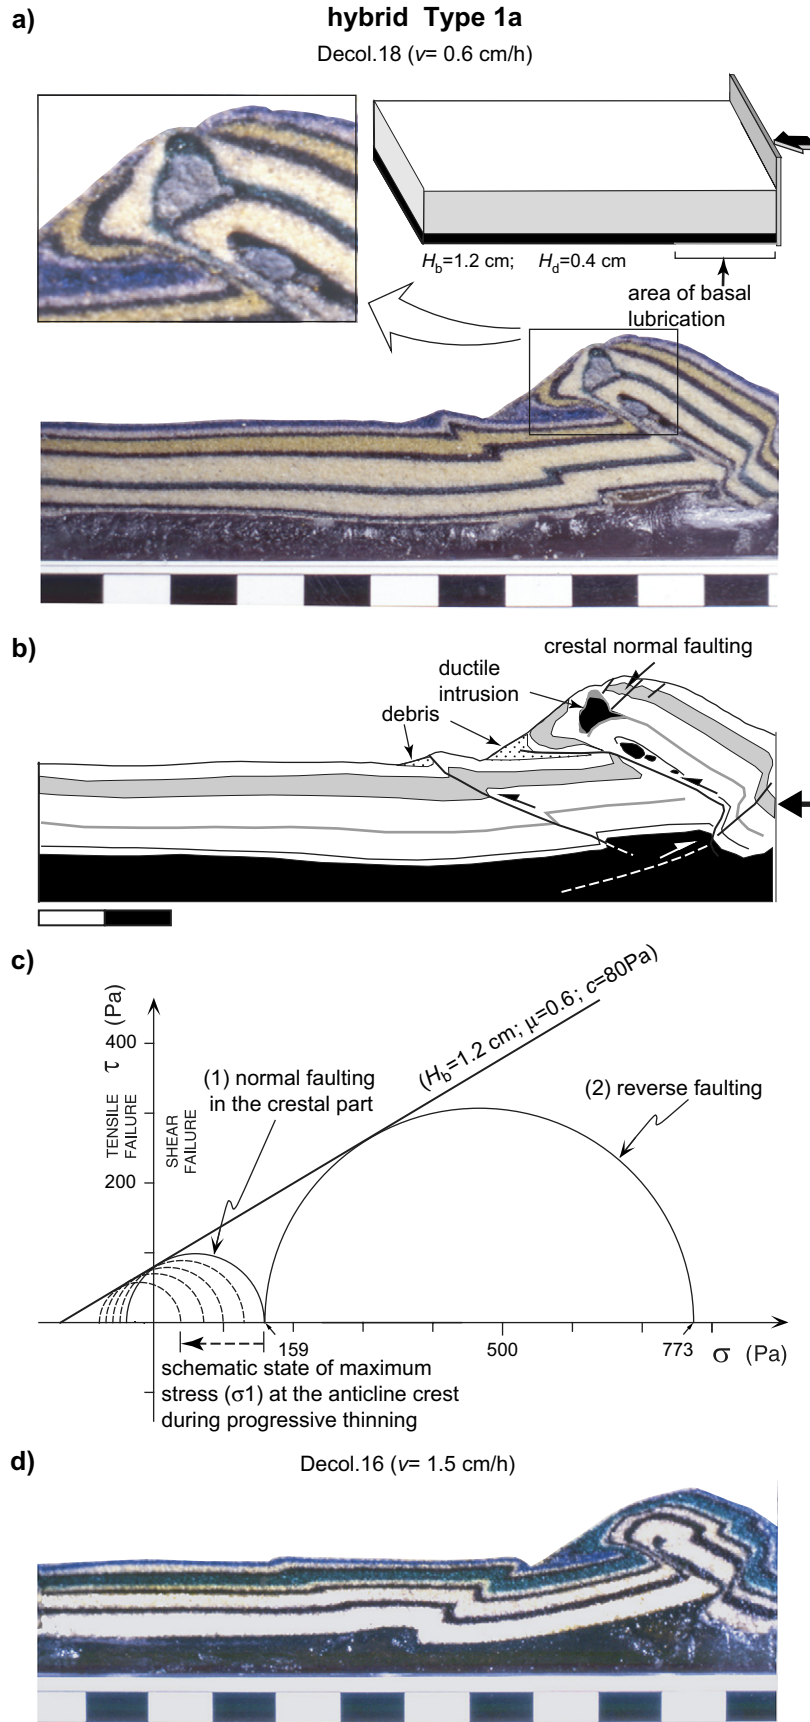 a)
hybrid Type 1a
Decol.18 (v= 0.6 cm/h)
H_b=1.2 cm; H_d=0.4 cm
area of basal
lubrication
b)
crestal normal faulting
ductile
intrusion
debris
c)
τ (Pa)
400
200
TENSILE
FAILURE
SHEAR
FAILURE
(1) normal faulting
in the crestal part
(H_b=1.2 cm; μ=0.6; c=80Pa)
(2) reverse faulting
159
500
773
σ (Pa)
schematic state of maximum
stress (σ1) at the anticline crest
during progressive thinning
d)
Decol.16 (v= 1.5 cm/h)